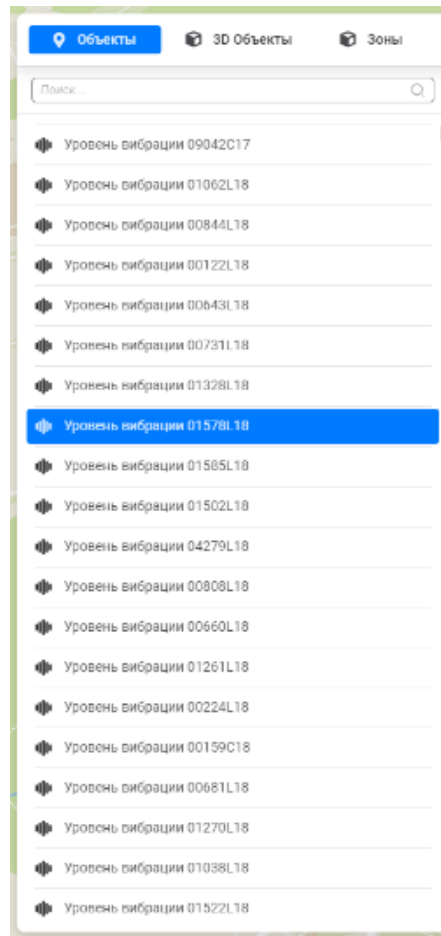 Объекты 3D Объекты Зоны
Поиск...
Уровень вибрации 09042C17
Уровень вибрации 01062L18
Уровень вибрации 00844L18
Уровень вибрации 00122L18
Уровень вибрации 00643L18
Уровень вибрации 00731L18
Уровень вибрации 01328L18
Уровень вибрации 01578L18
Уровень вибрации 01585L18
Уровень вибрации 01502L18
Уровень вибрации 04279L18
Уровень вибрации 00808L18
Уровень вибрации 00660L18
Уровень вибрации 01261L18
Уровень вибрации 00224L18
Уровень вибрации 00159C18
Уровень вибрации 00681L18
Уровень вибрации 01270L18
Уровень вибрации 01038L18
Уровень вибрации 01522L18